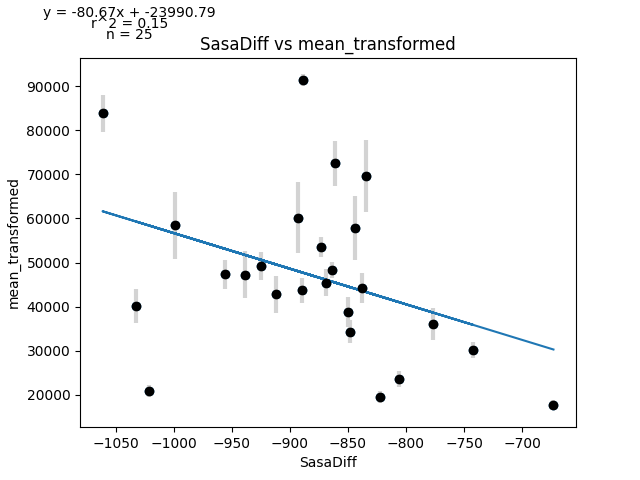 y = -80.67x + -23990.79
r^2 = 0.15
n = 25
SasaDiff vs mean_transformed
mean_transformed
90000
80000
70000
60000
50000
40000
30000
20000
−1050 −1000 −950 −900 −850 −800 −750 −700
SasaDiff